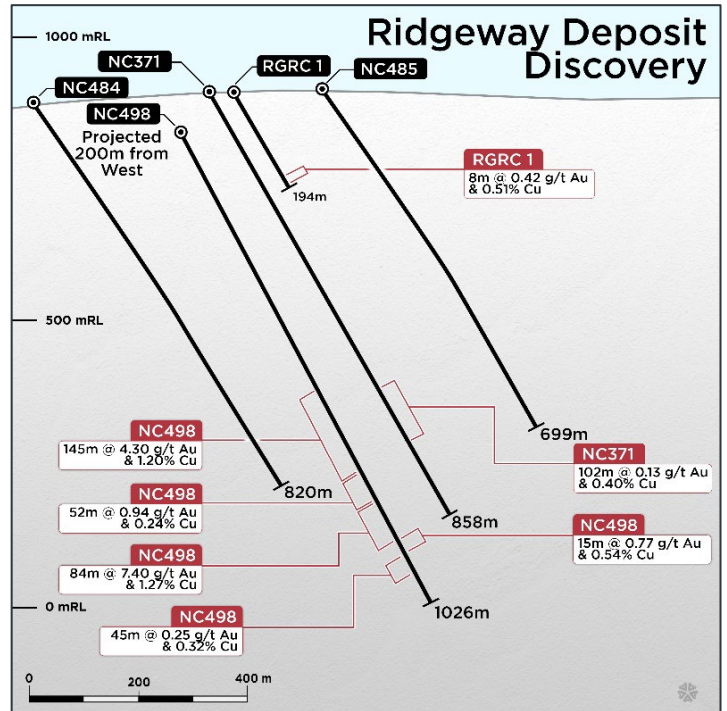 Ridgeway Deposit
Discovery
1000 mRL
NC371
RGRC 1
NC485
NC484
NC498
Projected
200m from
West
RGRC 1
8m @ 0.42 g/t Au
& 0.51% Cu
194m
500 mRL
NC498
145m @ 4.30 g/t Au
& 1.20% Cu
699m
NC371
102m @ 0.13 g/t Au
& 0.40% Cu
NC498
52m @ 0.94 g/t Au
& 0.24% Cu
820m
858m
NC498
15m @ 0.77 g/t Au
& 0.54% Cu
NC498
84m @ 7.40 g/t Au
& 1.27% Cu
0 mRL
1026m
NC498
45m @ 0.25 g/t Au
& 0.32% Cu
0
200
400 m